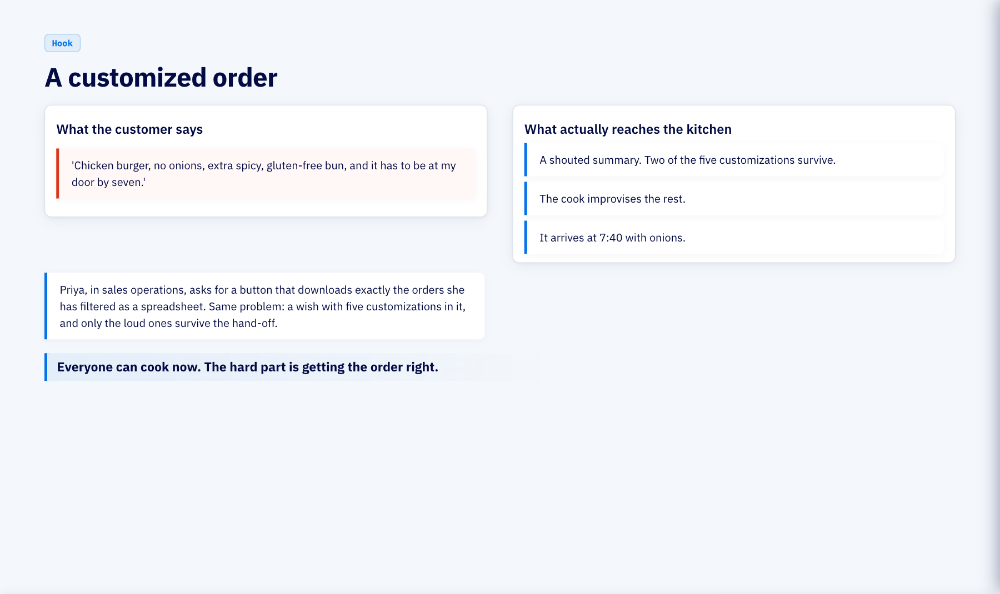 Hook
A customized order
What the customer says
'Chicken burger, no onions, extra spicy, gluten-free bun, and it has to be at my
door by seven.'
What actually reaches the kitchen
A shouted summary. Two of the five customizations survive.
The cook improvises the rest.
It arrives at 7:40 with onions.
Priya, in sales operations, asks for a button that downloads exactly the orders she
has filtered as a spreadsheet. Same problem: a wish with five customizations in it,
and only the loud ones survive the hand-off.
Everyone can cook now. The hard part is getting the order right.